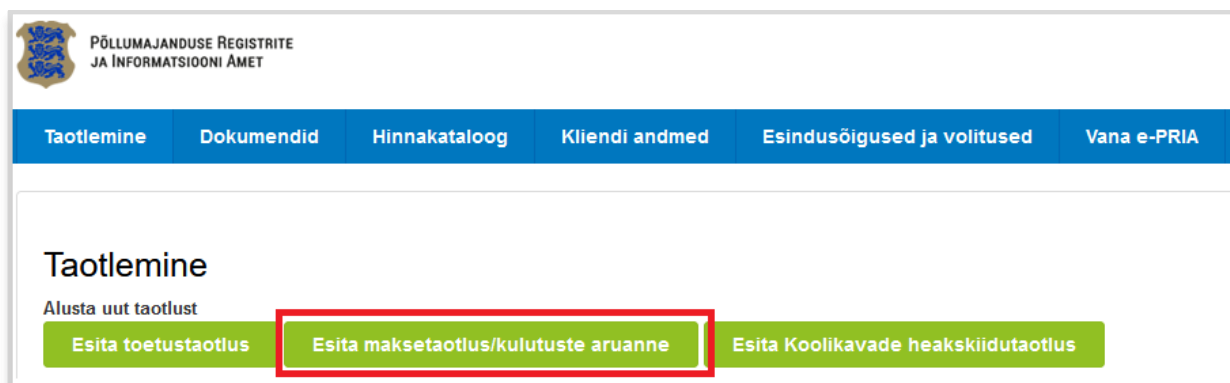 PÕLLUMAJANDUSE REGISTRITE
JA INFORMATSIOONI AMET
Taotlemine Dokumendid Hinnakataloog Kliendi andmed Esindusõigused ja volitused Vana e-PRIA
Taotlemine
Alusta uut taotlust
Esita toetustaotlus Esita maksetaotlus/kulutuste aruanne Esita Koolikavade heakskiidutaotlus